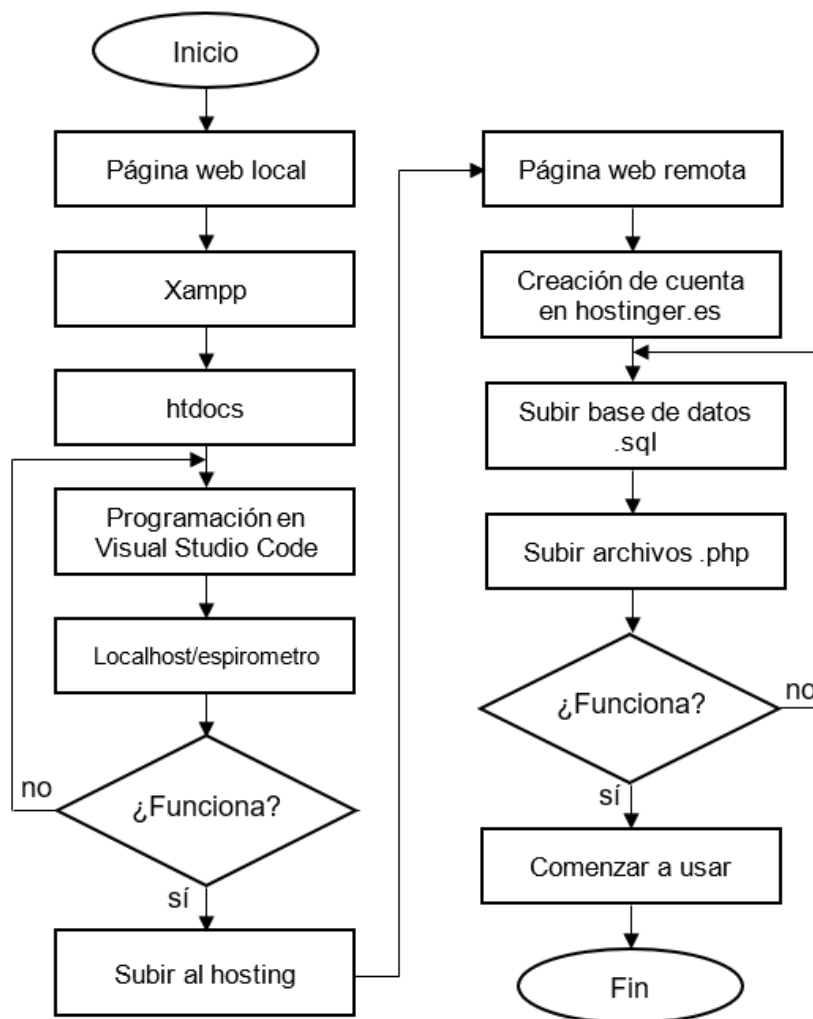 Inicio
Página web local
Xampp
htdocs
Programación en
Visual Studio Code
Localhost/espirometro
¿Funciona?
no
sí
Subir al hosting
Página web remota
Creación de cuenta
en hostinger.es
Subir base de datos
.sql
Subir archivos .php
¿Funciona?
no
sí
Comenzar a usar
Fin